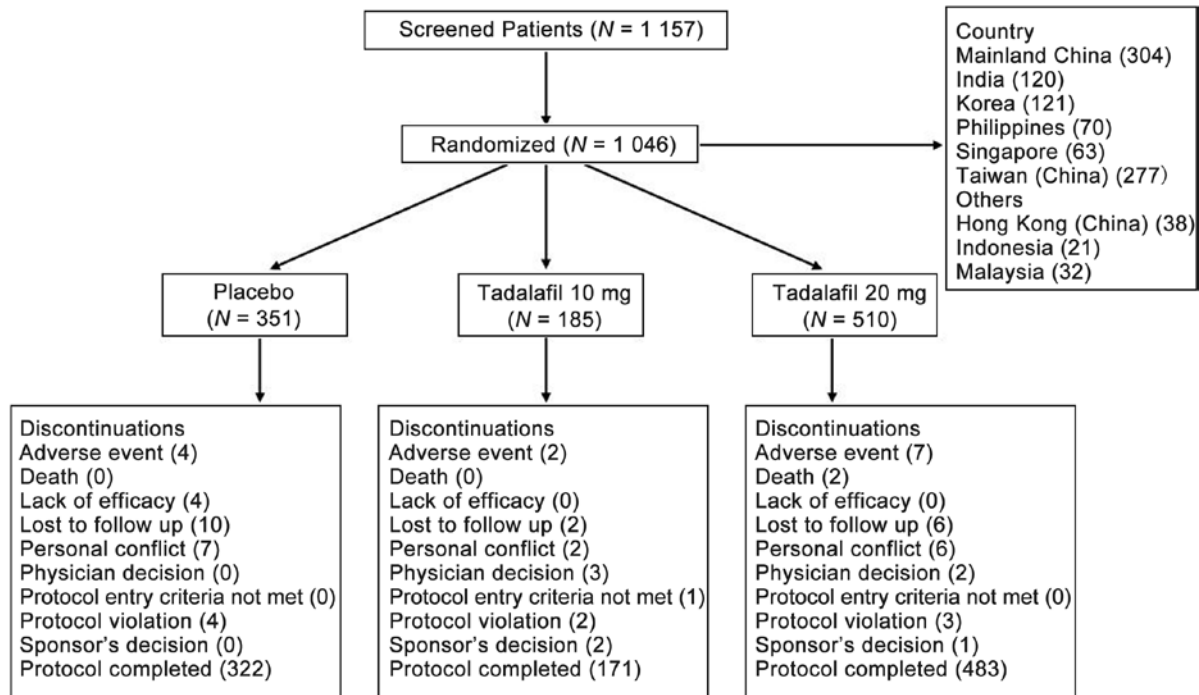 Screened Patients (N = 1 157)
Randomized (N = 1 046)
Country
Mainland China (304)
India (120)
Korea (121)
Philippines (70)
Singapore (63)
Taiwan (China) (277)
Others
Hong Kong (China) (38)
Indonesia (21)
Malaysia (32)
Placebo
(N = 351)
Tadalafil 10 mg
(N = 185)
Tadalafil 20 mg
(N = 510)
Discontinuations
Adverse event (4)
Death (0)
Lack of efficacy (4)
Lost to follow up (10)
Personal conflict (7)
Physician decision (0)
Protocol entry criteria not met (0)
Protocol violation (4)
Sponsor's decision (0)
Protocol completed (322)
Discontinuations
Adverse event (2)
Death (0)
Lack of efficacy (0)
Lost to follow up (2)
Personal conflict (2)
Physician decision (3)
Protocol entry criteria not met (1)
Protocol violation (2)
Sponsor's decision (2)
Protocol completed (171)
Discontinuations
Adverse event (7)
Death (2)
Lack of efficacy (0)
Lost to follow up (6)
Personal conflict (6)
Physician decision (2)
Protocol entry criteria not met (0)
Protocol violation (3)
Sponsor's decision (1)
Protocol completed (483)